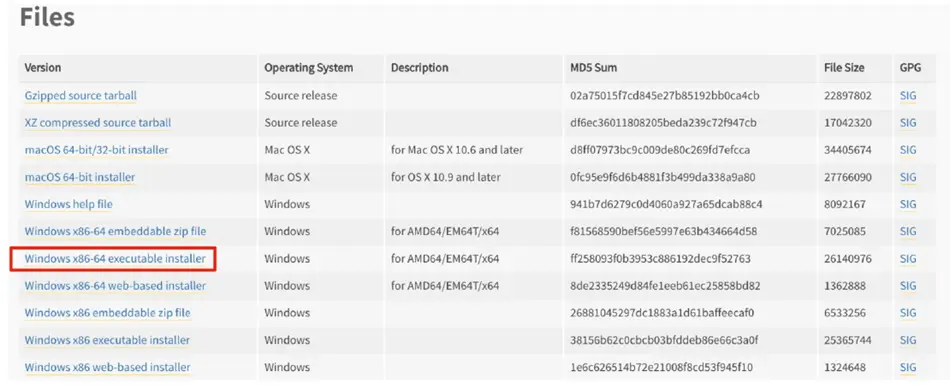 Files
Version Operating System Description MD5 Sum File Size GPG
Gzipped source tarball Source release 02a75015f7cd845e27b85192bb0ca4cb 22897802 SIG
XZ compressed source tarball Source release df6ec36011808205beda239c72f947cb 17042320 SIG
macOS 64-bit/32-bit installer Mac OS X for Mac OS X 10.6 and later d8ff07973bc9c009de80c269fd7efcca 34405674 SIG
macOS 64-bit installer Mac OS X for OS X 10.9 and later 0fc95e9f6d6b4881f3b499da338a9a80 27766090 SIG
Windows help file Windows 941b7d6279c0d4060a927a65dcab88c4 8092167 SIG
Windows x86-64 embeddable zip file Windows for AMD64/EM64T/x64 f81568590bef56e5997e63b434664d58 7025085 SIG
Windows x86-64 executable installer Windows for AMD64/EM64T/x64 ff258093f0b3953c886192dec9f52763 26140976 SIG
Windows x86-64 web-based installer Windows for AMD64/EM64T/x64 8de2335249d84fe1eeb61ec25858bd82 1362888 SIG
Windows x86 embeddable zip file Windows 26881045297dc1883a1d61baffeecaf0 6533256 SIG
Windows x86 executable installer Windows 38156b62c0cbcb03bfddeb86e66c3a0f 25365744 SIG
Windows x86 web-based installer Windows 1e6c626514b72e21008f8cd53f945f10 1324648 SIG